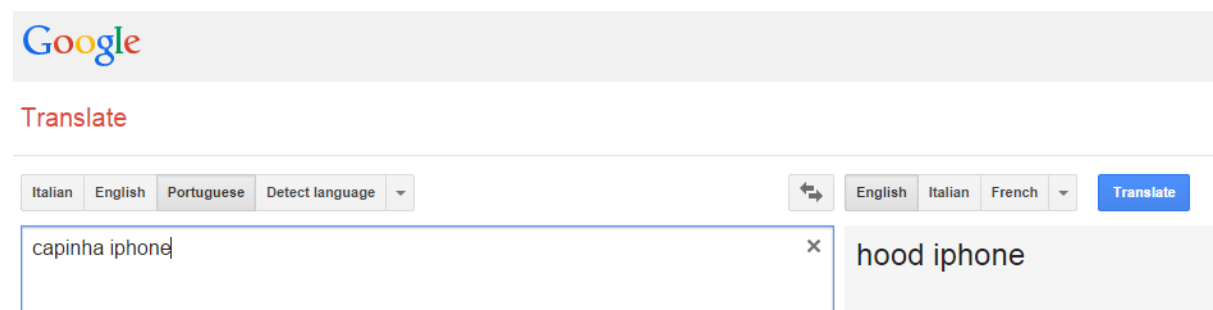 Google
Translate
Italian English Portuguese Detect language English Italian French Translate
capinha iphone
hood iphone